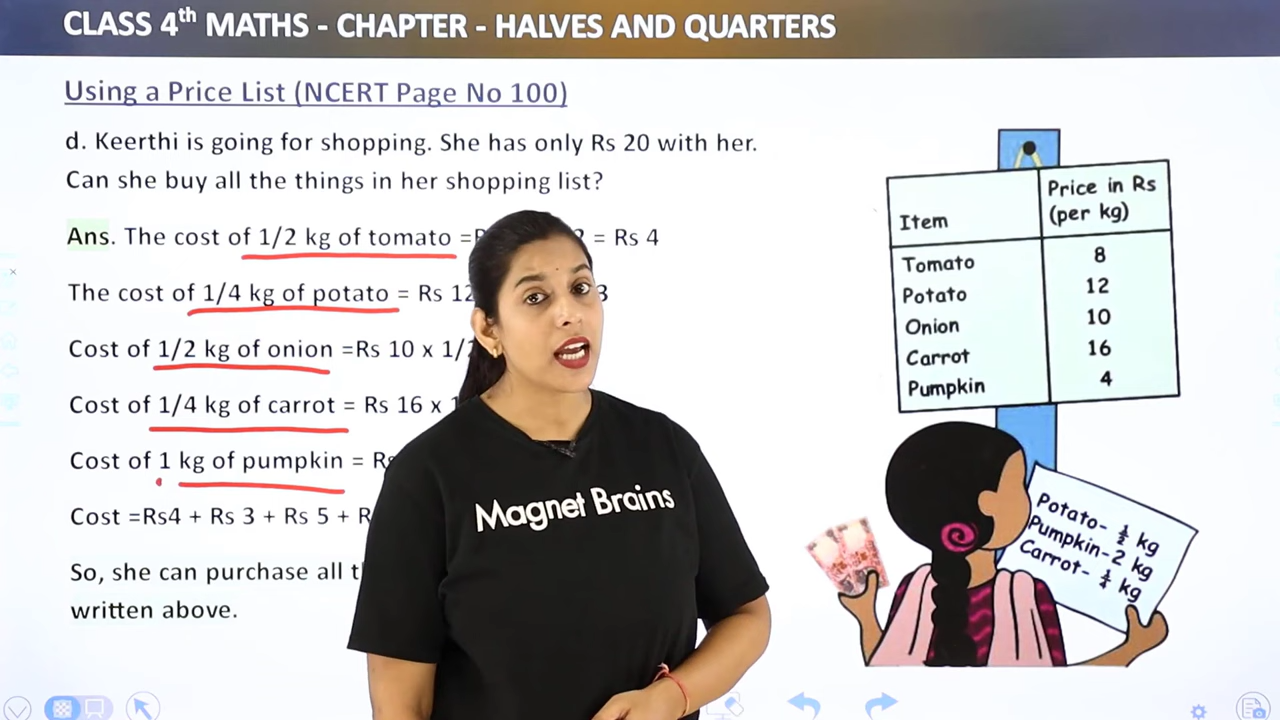 CLASS 4th MATHS - CHAPTER - HALVES AND QUARTERS
Using a Price List (NCERT Page No 100)
d. Keerthi is going for shopping. She has only Rs 20 with her.
Can she buy all the things in her shopping list?
Ans. The cost of 1/2 kg of tomato = = Rs 4
The cost of 1/4 kg of potato = Rs 12 3
Cost of 1/2 kg of onion =Rs 10 x 1/
Cost of 1/4 kg of carrot = Rs 16 x 1
Cost of 1 kg of pumpkin = Rs
Cost =Rs4 + Rs 3 + Rs 5 + R
So, she can purchase all
written above.
Item Price in Rs (per kg)
Tomato 8
Potato 12
Onion 10
Carrot 16
Pumpkin 4
Potato- ½ kg
Pumpkin-2 kg
Carrot- kg
Magnet Brains